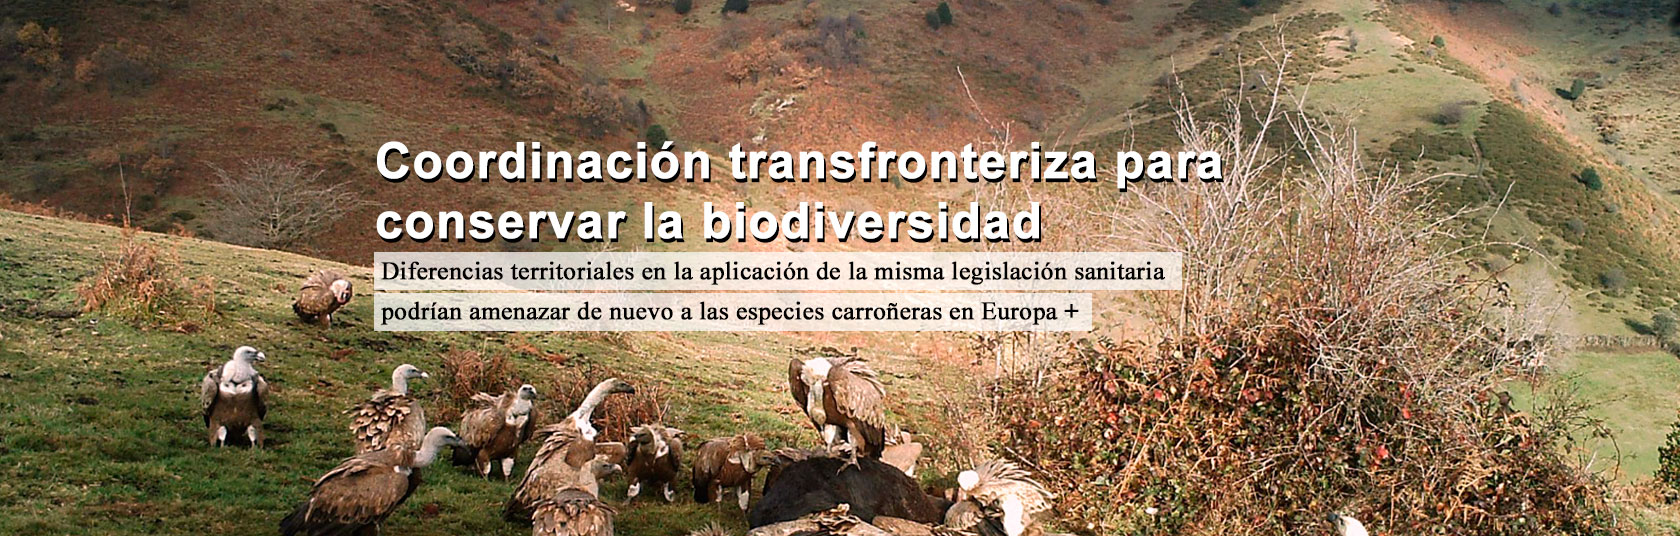 Coordinación transfronteriza para
conservar la biodiversidad
Diferencias territoriales en la aplicación de la misma legislación sanitaria
podrían amenazar de nuevo a las especies carroñeras en Europa +